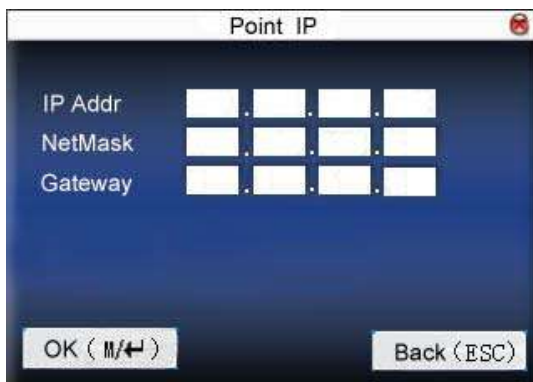 Point IP
IP Addr . . .
NetMask . . .
Gateway . . .
OK (M/↵) Back (ESC)